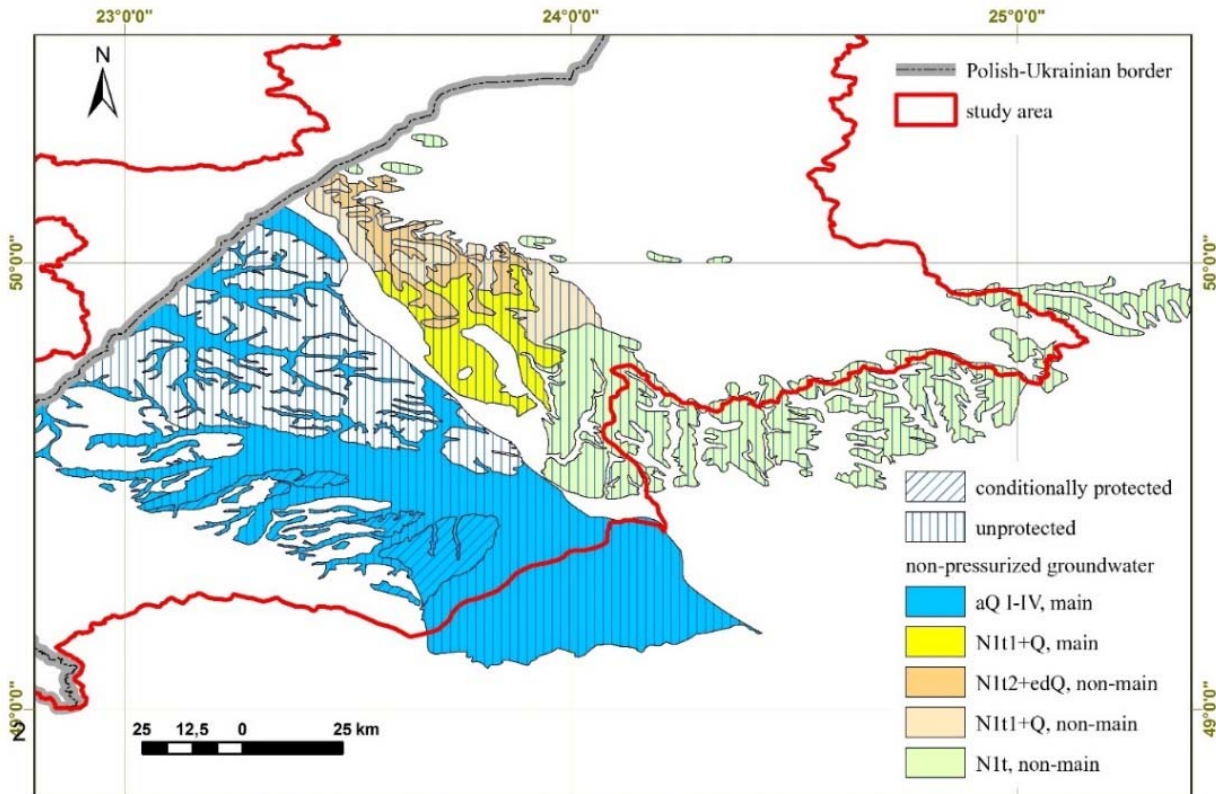 23°0'0" 24°0'0" 25°0'0"
N
Polish-Ukrainian border
study area
50°0'0" 50°0'0"
conditionally protected
unprotected
non-pressurized groundwater
aQ I-IV, main
N1t1+Q, main
N1t2+edQ, non-main
N1t1+Q, non-main
N1t, non-main
49°0'0" 49°0'0"
25 12,5 0 25 km